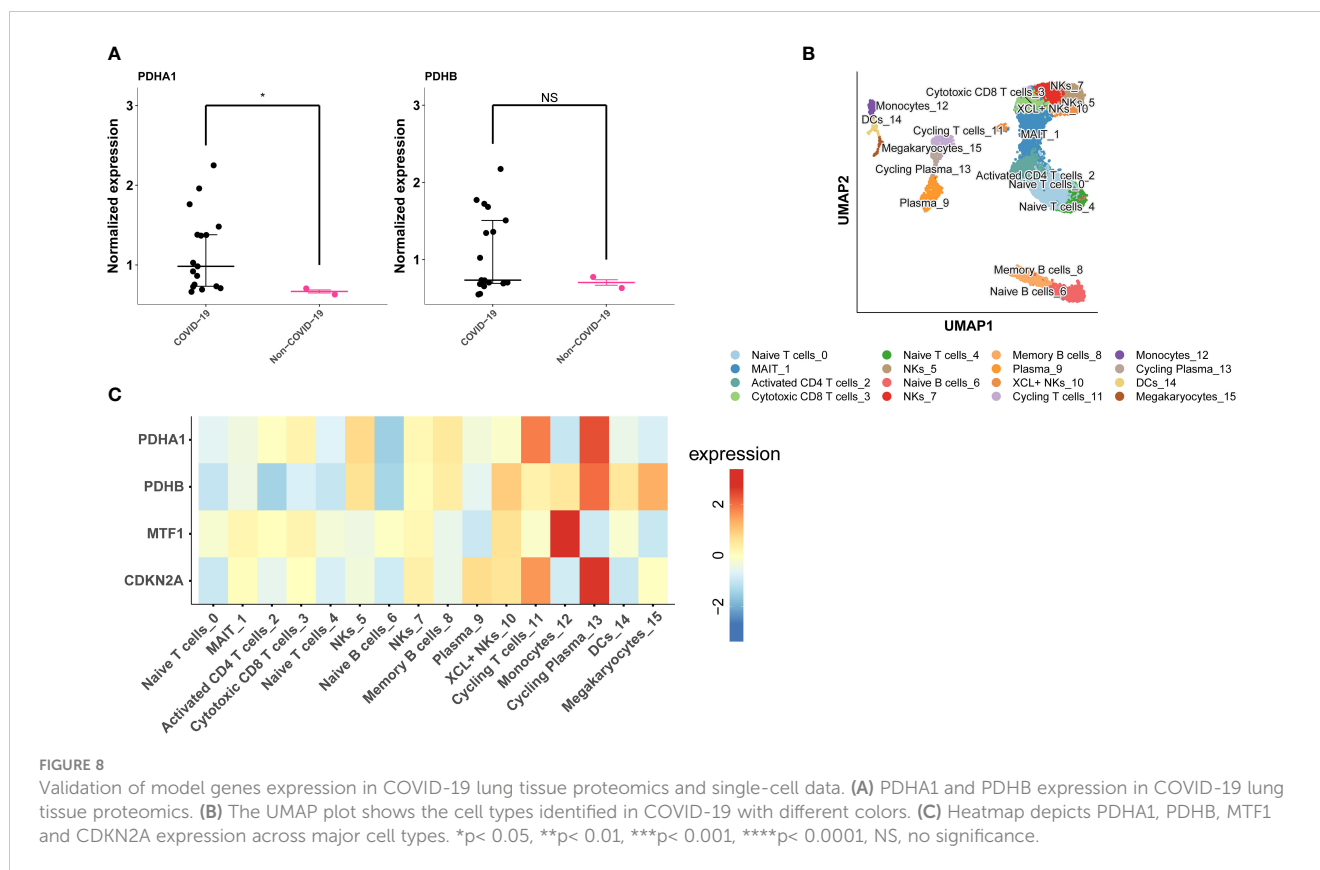 A
PDHA1
Normalized expression
3
2
1
*
COVID-19
Non-COVID-19
PDHB
Normalized expression
3
2
1
NS
COVID-19
Non-COVID-19
B
UMAP2
UMAP1
NKs_7
Cytotoxic CD8 T cells_3
NKs_5
XCL+ NKs_10
Monocytes_12
DCs_14
Cycling T cells_11
MAIT_1
Megakaryocytes_15
Cycling Plasma_13
Activated CD4 T cells_2
Naive T cells_0
Plasma_9
Naive T cells_4
Memory B cells_8
Naive B cells_6
Naive T cells_0 Naive T cells_4 Memory B cells_8 Monocytes_12
MAIT_1 NKs_5 Plasma_9 Cycling Plasma_13
Activated CD4 T cells_2 Naive B cells_6 XCL+ NKs_10 DCs_14
Cytotoxic CD8 T cells_3 NKs_7 Cycling T cells_11 Megakaryocytes_15
C
PDHA1
PDHB
MTF1
CDKN2A
Naive T cells_0
MAIT_1
Activated CD4 T cells_2
Cytotoxic CD8 T cells_3
Naive T cells_4
NKs_5
Naive B cells_6
NKs_7
Memory B cells_8
Plasma_9
XCL+ NKs_10
Cycling T cells_11
Monocytes_12
Cycling Plasma_13
DCs_14
Megakaryocytes_15
expression
2
0
−2
FIGURE 8
Validation of model genes expression in COVID-19 lung tissue proteomics and single-cell data. (A) PDHA1 and PDHB expression in COVID-19 lung
tissue proteomics. (B) The UMAP plot shows the cell types identified in COVID-19 with different colors. (C) Heatmap depicts PDHA1, PDHB, MTF1
and CDKN2A expression across major cell types. *p< 0.05, **p< 0.01, ***p< 0.001, ****p< 0.0001, NS, no significance.